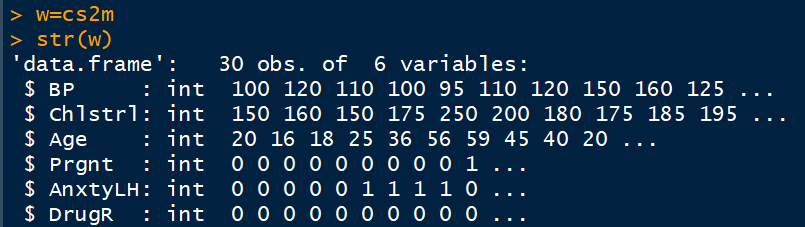 > w=cs2m
> str(w)
'data.frame':   30 obs. of  6 variables:
 $ BP      : int  100 120 110 100 95 110 120 150 160 125 ...
 $ Chlstrl: int  150 160 150 175 250 200 180 175 185 195 ...
 $ Age     : int  20 16 18 25 36 56 59 45 40 20 ...
 $ Prgnt  : int  0 0 0 0 0 0 0 0 0 1 ...
 $ AnxtyLH: int  0 0 0 0 0 1 1 1 1 0 ...
 $ DrugR  : int  0 0 0 0 0 0 0 0 0 0 ...